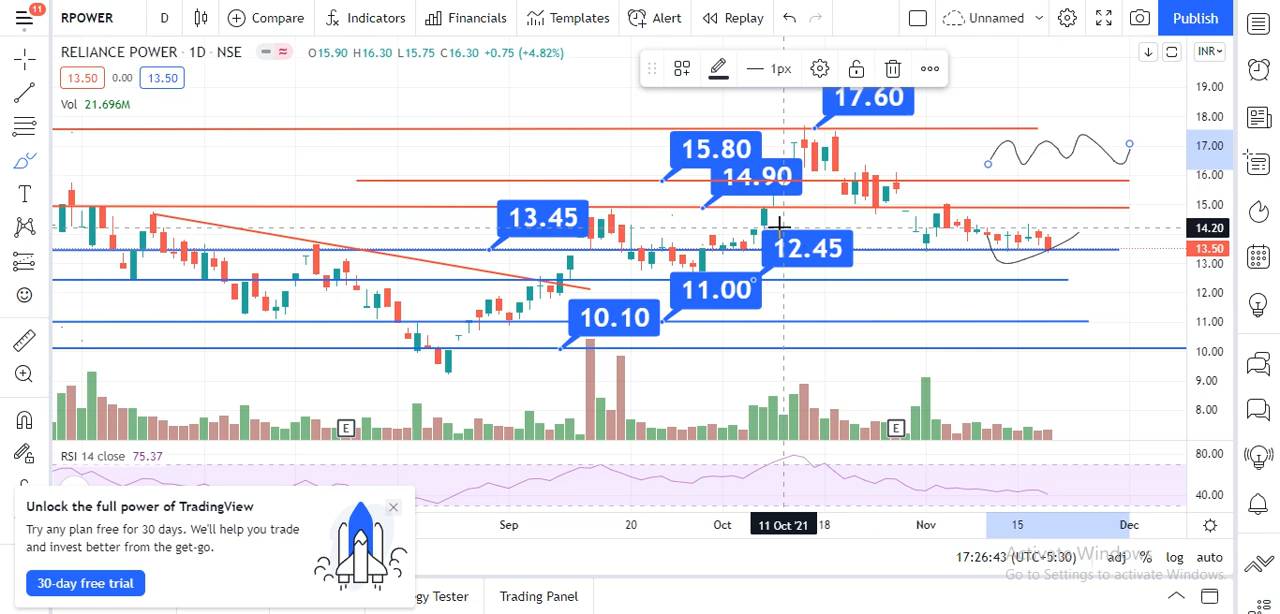 11
RPOWER D Compare Indicators Financials Templates Alert Replay Unnamed Publish
RELIANCE POWER · 1D · NSE O15.90 H16.30 L15.75 C16.30 +0.75 (+4.82%)
1px
INR
13.50 0.00 13.50
Vol 21.696M
19.00
18.00
17.00
16.00
15.00
14.20
13.50
13.00
12.00
11.00
10.00
9.00
8.00
17.60
15.80
14.90
13.45
12.45
11.00
10.10
E
E
RSI 14 close 75.37
80.00
40.00
Sep 20 Oct 11 Oct '21 18 Nov 15 Dec
Unlock the full power of TradingView
Try any plan free for 30 days. We'll help you trade
and invest better from the get-go.
30-day free trial
17:26:43 (UTC+5:30) adj % log auto
Activate Windows
Go to Settings to activate Windows.
Tester Trading Panel